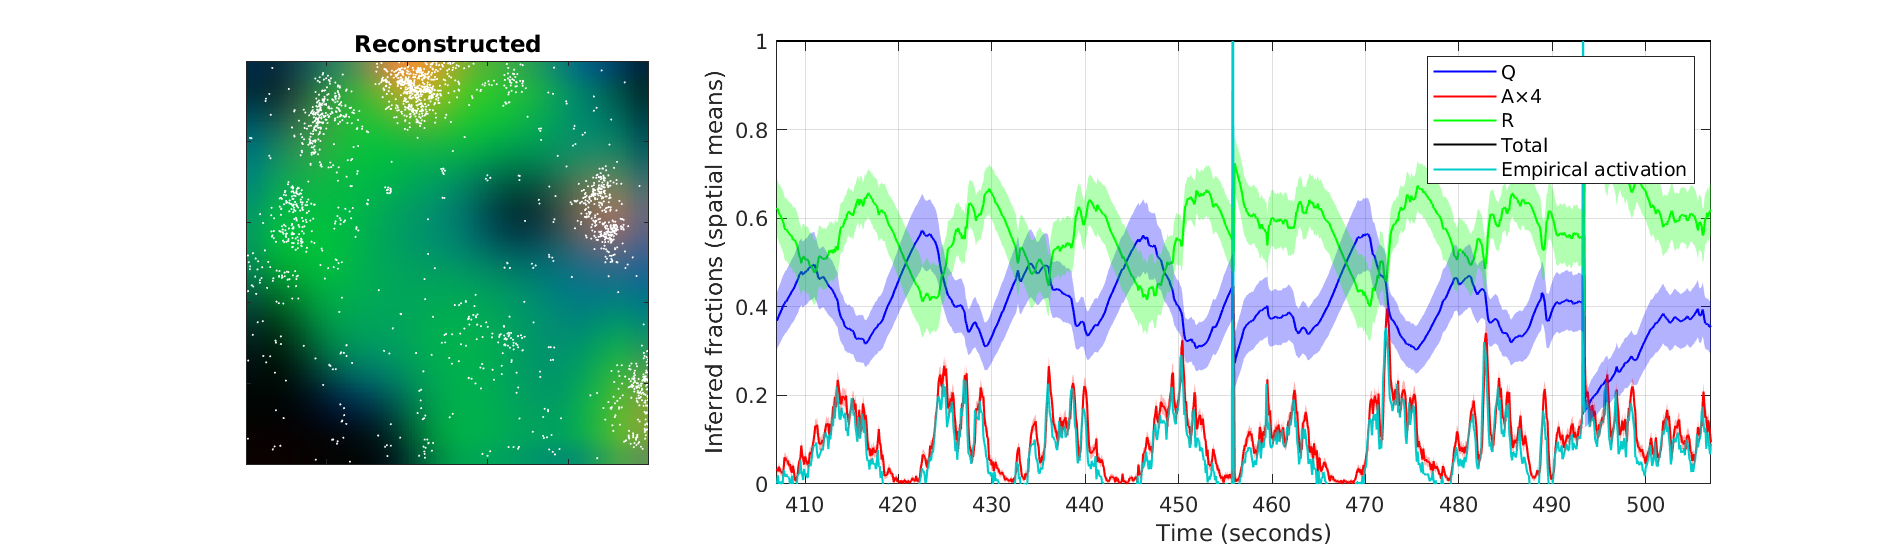 Reconstructed
Inferred fractions (spatial means)
1
0.8
0.6
0.4
0.2
0
410 420 430 440 450 460 470 480 490 500
Time (seconds)
Q
A×4
R
Total
Empirical activation